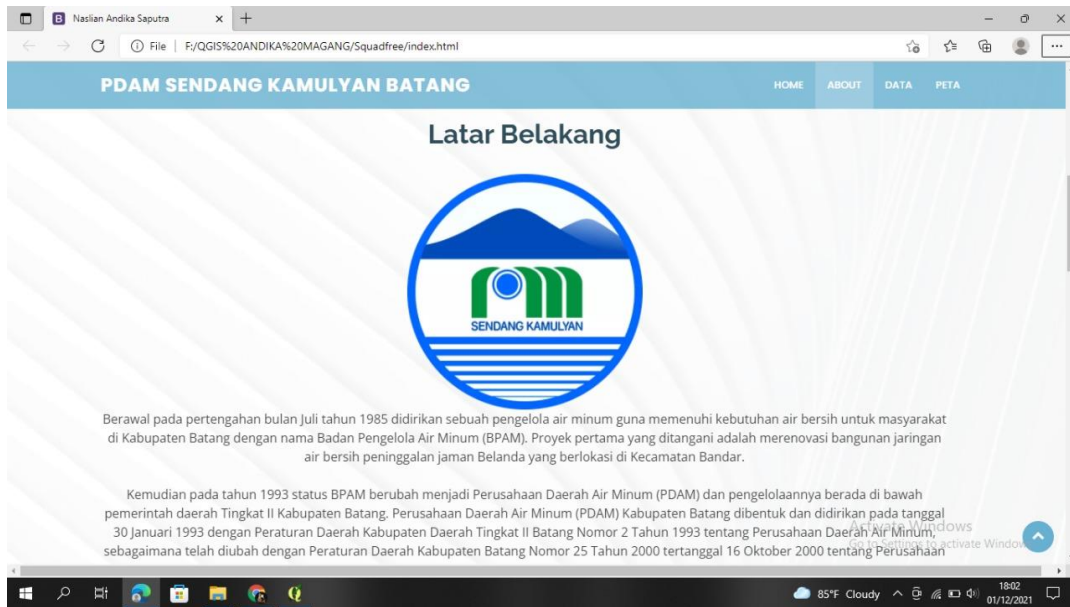 Naslian Andika Saputra
File F:/QGIS%20ANDIKA%20MAGANG/Squadfree/index.html
PDAM SENDANG KAMULYAN BATANG
HOME ABOUT DATA PETA
Latar Belakang
SENDANG KAMULYAN
Berawal pada pertengahan bulan Juli tahun 1985 didirikan sebuah pengelola air minum guna memenuhi kebutuhan air bersih untuk masyarakat
di Kabupaten Batang dengan nama Badan Pengelola Air Minum (BPAM). Proyek pertama yang ditangani adalah merenovasi bangunan jaringan
air bersih peninggalan jaman Belanda yang berlokasi di Kecamatan Bandar.
Kemudian pada tahun 1993 status BPAM berubah menjadi Perusahaan Daerah Air Minum (PDAM) dan pengelolaannya berada di bawah
pemerintah daerah Tingkat II Kabupaten Batang. Perusahaan Daerah Air Minum (PDAM) Kabupaten Batang dibentuk dan didirikan pada tanggal
30 Januari 1993 dengan Peraturan Daerah Kabupaten Daerah Tingkat II Batang Nomor 2 Tahun 1993 tentang Perusahaan Daerah Air Minum,
sebagaimana telah diubah dengan Peraturan Daerah Kabupaten Batang Nomor 25 Tahun 2000 tertanggal 16 Oktober 2000 tentang Perusahaan
Activate Windows
Go to Settings to activate Windows
85°F Cloudy
18:02
01/12/2021